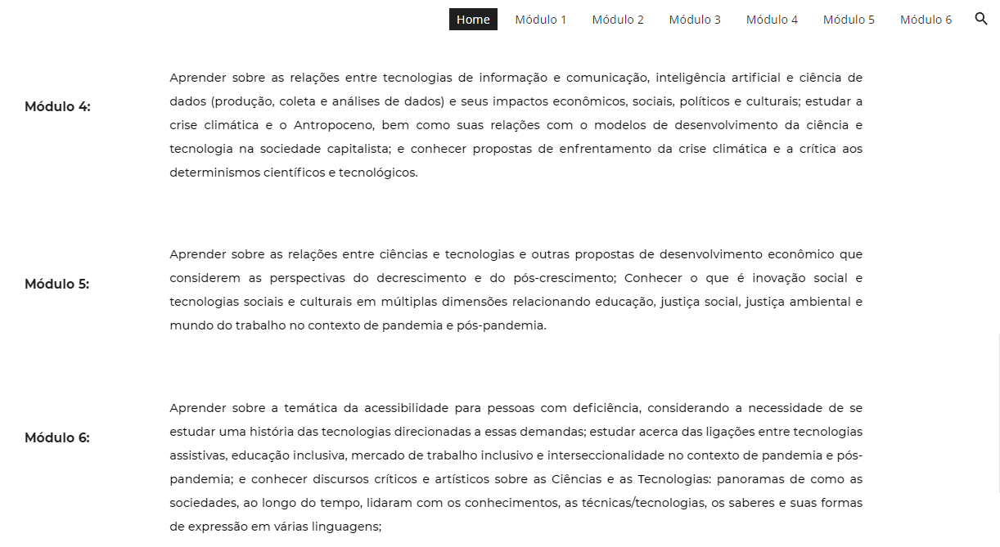 Home Módulo 1 Módulo 2 Módulo 3 Módulo 4 Módulo 5 Módulo 6
Módulo 4:
Aprender sobre as relações entre tecnologias de informação e comunicação, inteligência artificial e ciência de
dados (produção, coleta e análises de dados) e seus impactos econômicos, sociais, políticos e culturais; estudar a
crise climática e o Antropoceno, bem como suas relações com o modelos de desenvolvimento da ciência e
tecnologia na sociedade capitalista; e conhecer propostas de enfrentamento da crise climática e a crítica aos
determinismos científicos e tecnológicos.
Módulo 5:
Aprender sobre as relações entre ciências e tecnologias e outras propostas de desenvolvimento econômico que
considerem as perspectivas do decrescimento e do pós-crescimento; Conhecer o que é inovação social e
tecnologias sociais e culturais em múltiplas dimensões relacionando educação, justiça social, justiça ambiental e
mundo do trabalho no contexto de pandemia e pós-pandemia.
Módulo 6:
Aprender sobre a temática da acessibilidade para pessoas com deficiência, considerando a necessidade de se
estudar uma história das tecnologias direcionadas a essas demandas; estudar acerca das ligações entre tecnologias
assistivas, educação inclusiva, mercado de trabalho inclusivo e interseccionalidade no contexto de pandemia e pós-
pandemia; e conhecer discursos críticos e artísticos sobre as Ciências e as Tecnologias: panoramas de como as
sociedades, ao longo do tempo, lidaram com os conhecimentos, as técnicas/tecnologias, os saberes e suas formas
de expressão em várias linguagens;